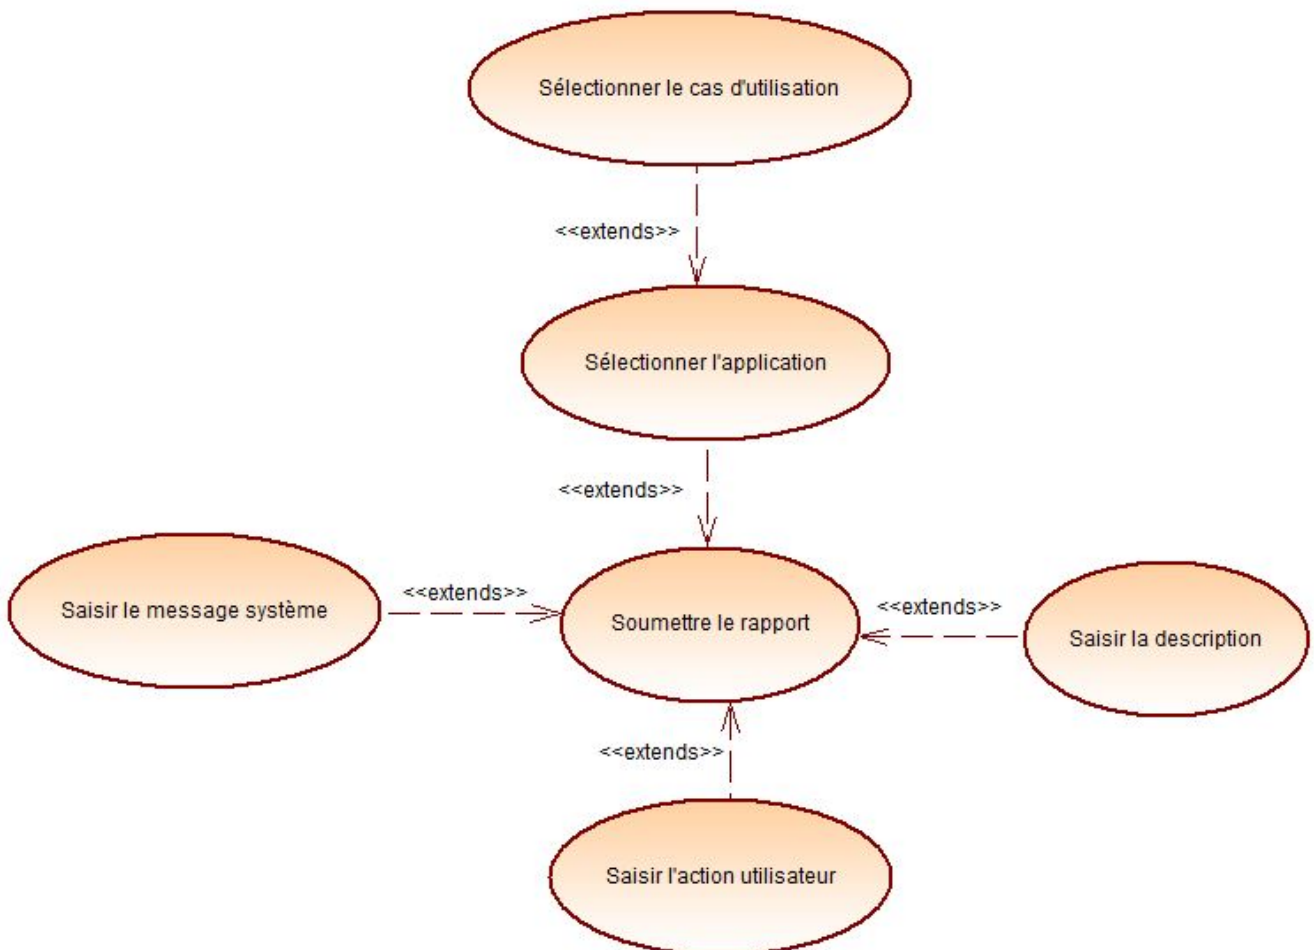 Sélectionner le cas d'utilisation
<<extends>>
Sélectionner l'application
<<extends>>
Saisir le message système
<<extends>>
Soumettre le rapport
<<extends>>
Saisir la description
<<extends>>
Saisir l'action utilisateur